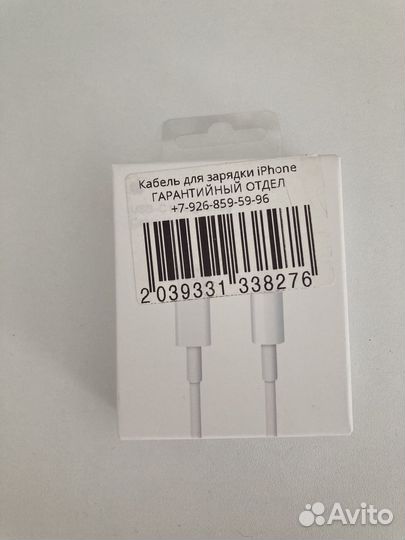 Кабель для зарядки iPhone
ГАРАНТИЙНЫЙ ОТДЕЛ
+7-926-859-59-96
2 039331 338276
Avito